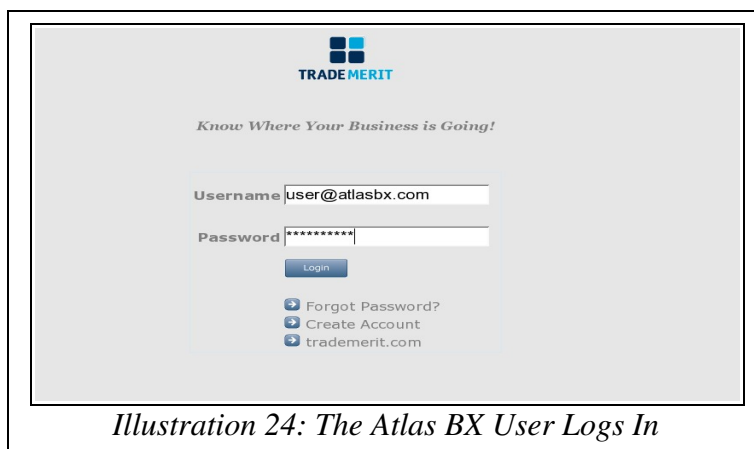 TRADEMERIT
Know Where Your Business is Going!
Username user@atlasbx.com
Password **********
Login
Forgot Password?
Create Account
trademerit.com
Illustration 24: The Atlas BX User Logs In